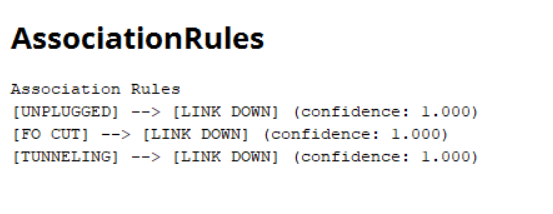 AssociationRules
Association Rules
[UNPLUGGED] --> [LINK DOWN] (confidence: 1.000)
[FO CUT] --> [LINK DOWN] (confidence: 1.000)
[TUNNELING] --> [LINK DOWN] (confidence: 1.000)